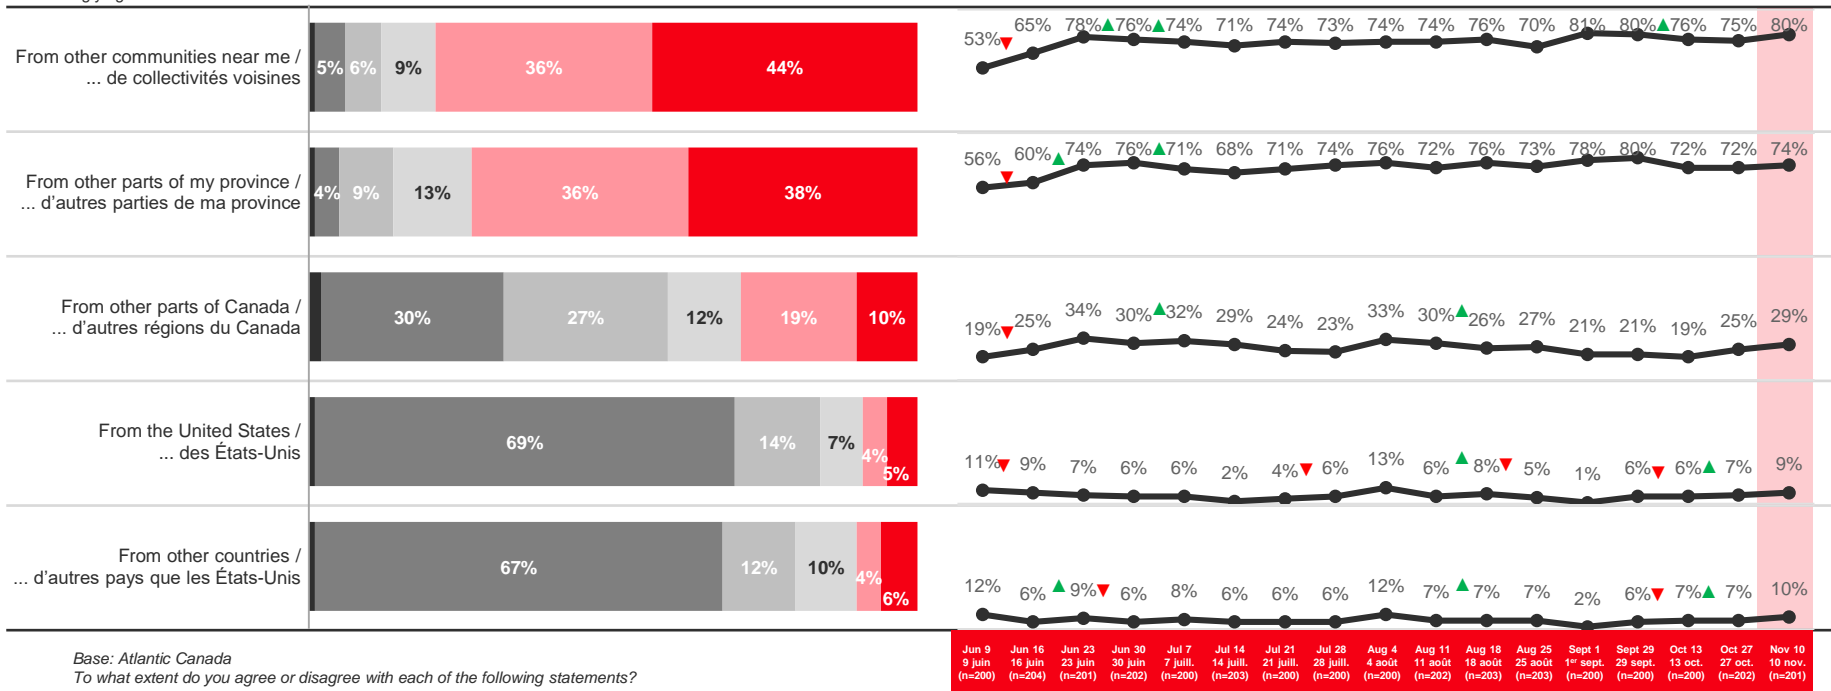 From other communities near me /
... de collectivités voisines
5% 6% 9% 36% 44%
53% 65% 78% 76% 74% 71% 74% 73% 74% 74% 76% 70% 81% 80% 76% 75% 80%
From other parts of my province /
... d'autres parties de ma province
4% 9% 13% 36% 38%
56% 60% 74% 76% 71% 68% 71% 74% 76% 72% 76% 73% 78% 80% 72% 72% 74%
From other parts of Canada /
... d'autres régions du Canada
30% 27% 12% 19% 10%
19% 25% 34% 30% 32% 29% 24% 23% 33% 30% 26% 27% 21% 21% 19% 25% 29%
From the United States /
... des États-Unis
69% 14% 7% 4% 5%
11% 9% 7% 6% 6% 2% 4% 6% 13% 6% 8% 5% 1% 6% 6% 7% 9%
From other countries /
... d'autres pays que les États-Unis
67% 12% 10% 4% 6%
12% 6% 9% 6% 8% 6% 6% 6% 12% 7% 7% 7% 2% 6% 7% 7% 10%
Jun 9 Jun 16 Jun 23 Jun 30 Jul 7 Jul 14 Jul 21 Jul 28 Aug 4 Aug 11 Aug 18 Aug 25 Sept 1 Sept 29 Oct 13 Oct 27 Nov 10
9 juin 16 juin 23 juin 30 juin 7 juill. 14 juill. 21 juill. 28 juill. 4 août 11 août 18 août 25 août 1er sept. 29 sept. 13 oct. 27 oct. 10 nov.
(n=200) (n=204) (n=201) (n=202) (n=200) (n=203) (n=200) (n=200) (n=200) (n=202) (n=203) (n=203) (n=200) (n=200) (n=200) (n=202) (n=201)
Base: Atlantic Canada
To what extent do you agree or disagree with each of the following statements?